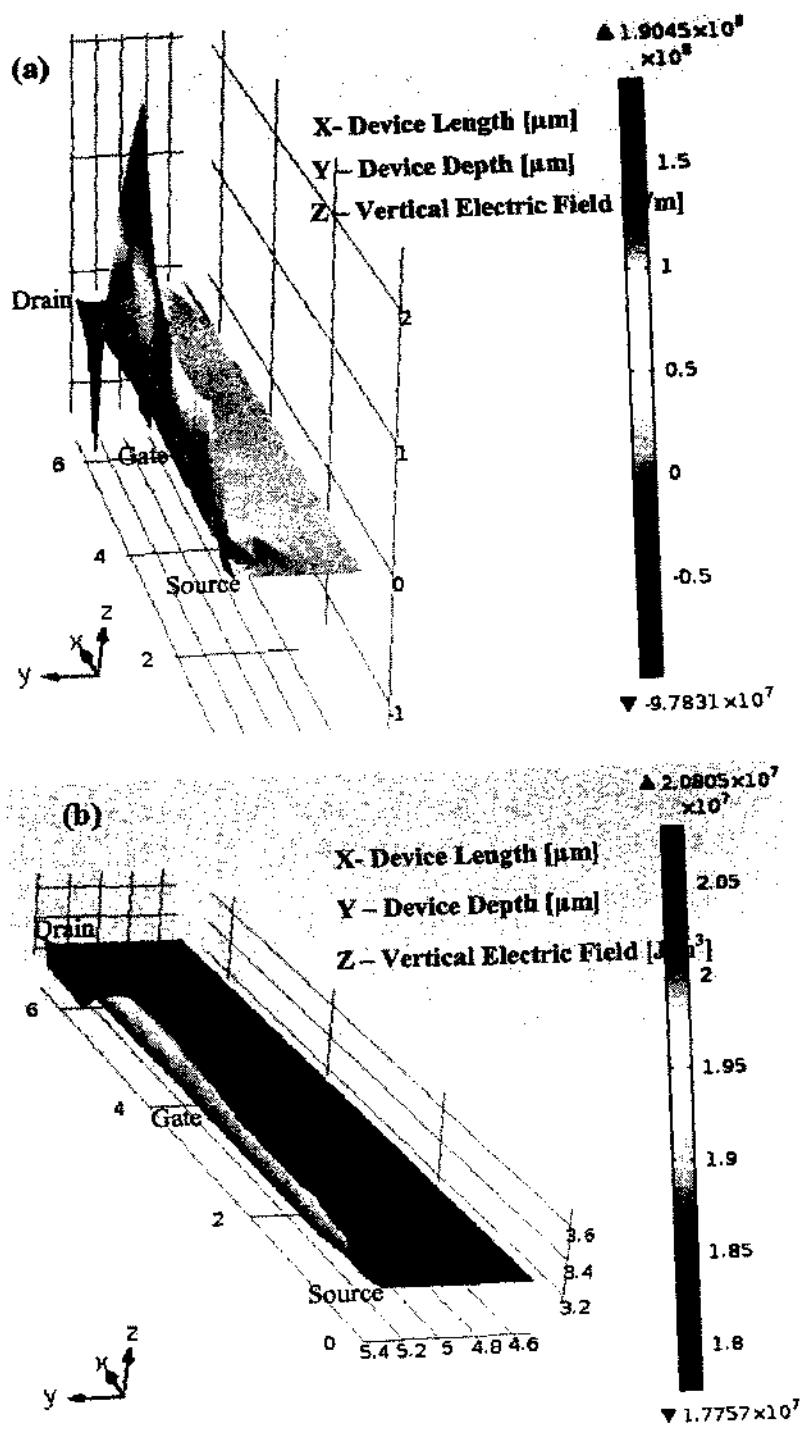 (a)
▲ 1.9045×10⁸
×10⁸
X- Device Length [µm]
Y – Device Depth [µm]
Z – Vertical Electric Field /m]
1.5
1
0.5
0
-0.5
▼ -9.7831×10⁷
Drain
Gate
Source
6
4
2
2
1
0
-1
z
x
y
(b)
▲ 2.0805×10⁷
×10⁷
X- Device Length [µm]
Y – Device Depth [µm]
Z – Vertical Electric Field [J m³]
2.05
2
1.95
1.9
1.85
1.8
▼ 1.7757×10⁷
Drain
Gate
Source
6
4
2
0
5.4 5.2 5 4.8 4.6
3.6
3.4
3.2
z
x
y